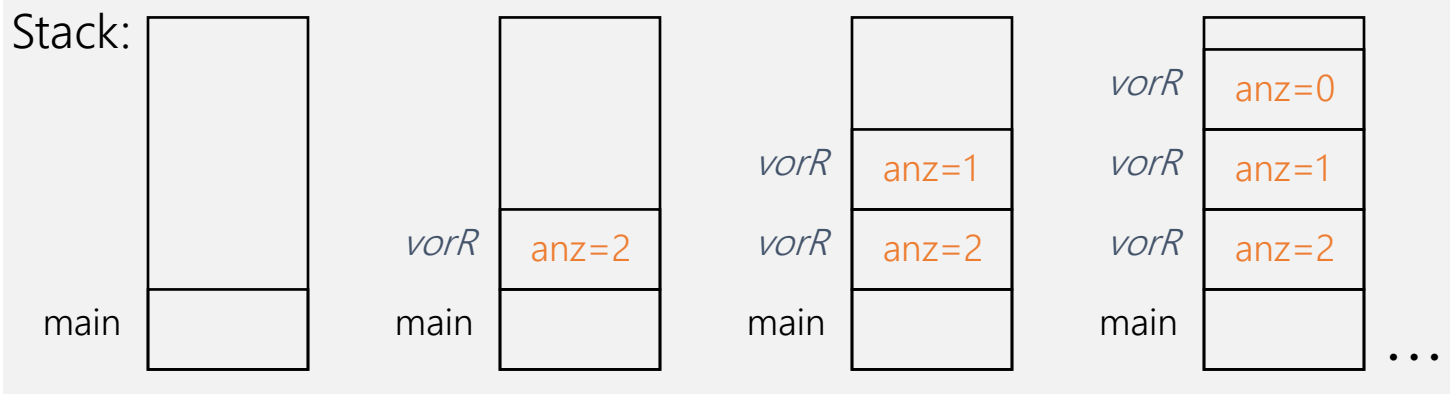 Stack:
vorR anz=0
vorR anz=1 vorR anz=1
vorR anz=2 vorR anz=2 vorR anz=2
main main main main
...